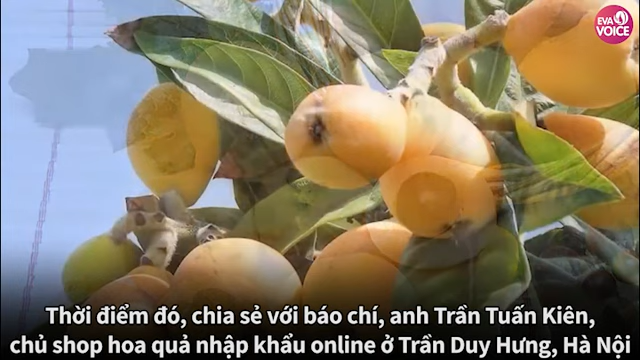 EVA
VOICE
Thời điểm đó, chia sẻ với báo chí, anh Trần Tuấn Kiên,
chủ shop hoa quả nhập khẩu online ở Trần Duy Hưng, Hà Nội